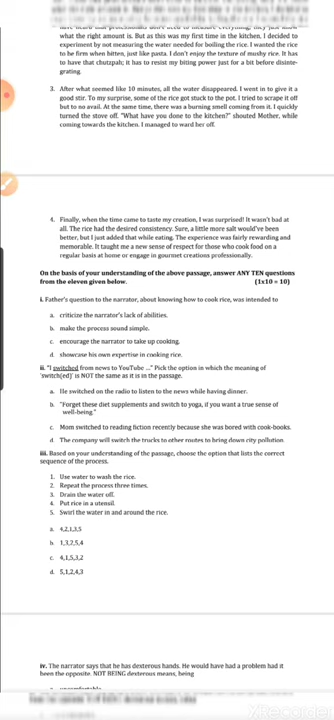 what the right amount is. But as this was my first time in the kitchen, I decided to
experiment by not measuring the water needed for boiling the rice. I wanted the rice
to be firm when bitten, just like pasta. I don't enjoy the texture of mushy rice. It has
to have that chutzpah; it has to resist my biting power just for a bit before disinte-
grating.
3. After what seemed like 10 minutes, all the water disappeared. I went in to give it a
good stir. To my surprise, some of the rice got stuck to the pot. I tried to scrape it off
but to no avail. At the same time, there was a burning smell coming from it. I quickly
turned the stove off. "What have you done to the kitchen?" shouted Mother, while
coming towards the kitchen. I managed to ward her off.
4. Finally, when the time came to taste my creation, I was surprised! It wasn't bad at
all. The rice had the desired consistency. Sure, a little more salt would've been
better, but I just added that while eating. The experience was fairly rewarding and
memorable. It taught me a new sense of respect for those who cook food on a
regular basis at home or engage in gourmet creations professionally.
On the basis of your understanding of the above passage, answer ANY TEN questions
from the eleven given below. (1x10 = 10)
i. Father's question to the narrator, about knowing how to cook rice, was intended to
a. criticize the narrator's lack of abilities.
b. make the process sound simple.
c. encourage the narrator to take up cooking.
d. showcase his own expertise in cooking rice.
ii. "I switched from news to YouTube ..." Pick the option in which the meaning of
'switch(ed)' is NOT the same as it is in the passage.
a. He switched on the radio to listen to the news while having dinner.
b. "Forget these diet supplements and switch to yoga, if you want a true sense of
well-being."
c. Mom switched to reading fiction recently because she was bored with cook-books.
d. The company will switch the trucks to other routes to bring down city pollution.
iii. Based on your understanding of the passage, choose the option that lists the correct
sequence of the process.
1. Use water to wash the rice.
2. Repeat the process three times.
3. Drain the water off.
4. Put rice in a utensil.
5. Swirl the water in and around the rice.
a. 4,2,1,3,5
b. 1,3,2,5,4
c. 4,1,5,3,2
d. 5,1,2,4,3
iv. The narrator says that he has dexterous hands. He would have had a problem had it
been the opposite. NOT BEING dexterous means, being